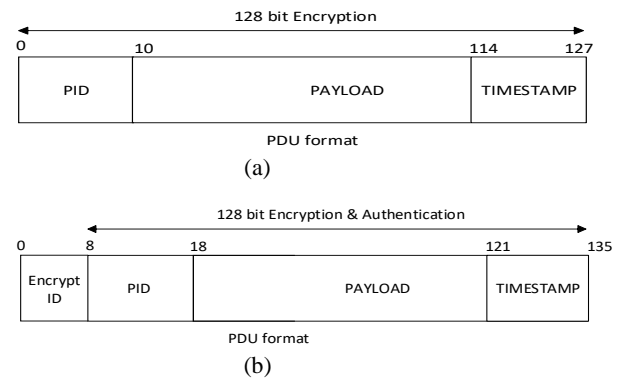 128 bit Encryption
0 10 114 127
PID PAYLOAD TIMESTAMP
PDU format
(a)
128 bit Encryption & Authentication
0 8 18 121 135
Encrypt ID PID PAYLOAD TIMESTAMP
PDU format
(b)